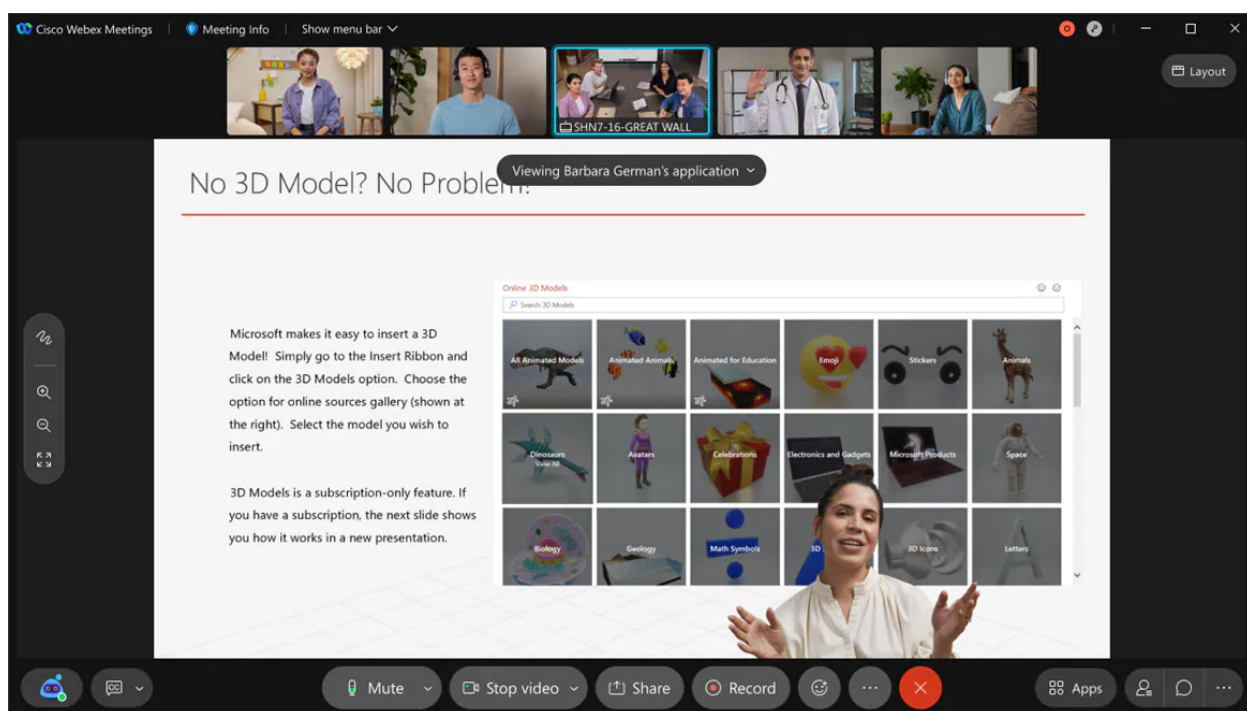 Cisco Webex Meetings
Meeting Info
Show menu bar
Layout
SHN7-16-GREAT WALL
Viewing Barbara German's application
No 3D Model? No Problem!
Microsoft makes it easy to insert a 3D
Model! Simply go to the Insert Ribbon and
click on the 3D Models option. Choose the
option for online sources gallery (shown at
the right). Select the model you wish to
insert.
3D Models is a subscription-only feature. If
you have a subscription, the next slide shows
you how it works in a new presentation.
Online 3D Models
Search 3D Models
All Animated Models
Animated Animals
Animated for Education
Emoji
Stickers
Animals
Dinosaurs
View All
Avatars
Celebrations
Electronics and Gadgets
Microsoft Products
Space
Biology
Geology
Math Symbols
3D
3D Icons
Letters
CC
Mute
Stop video
Share
Record
Apps